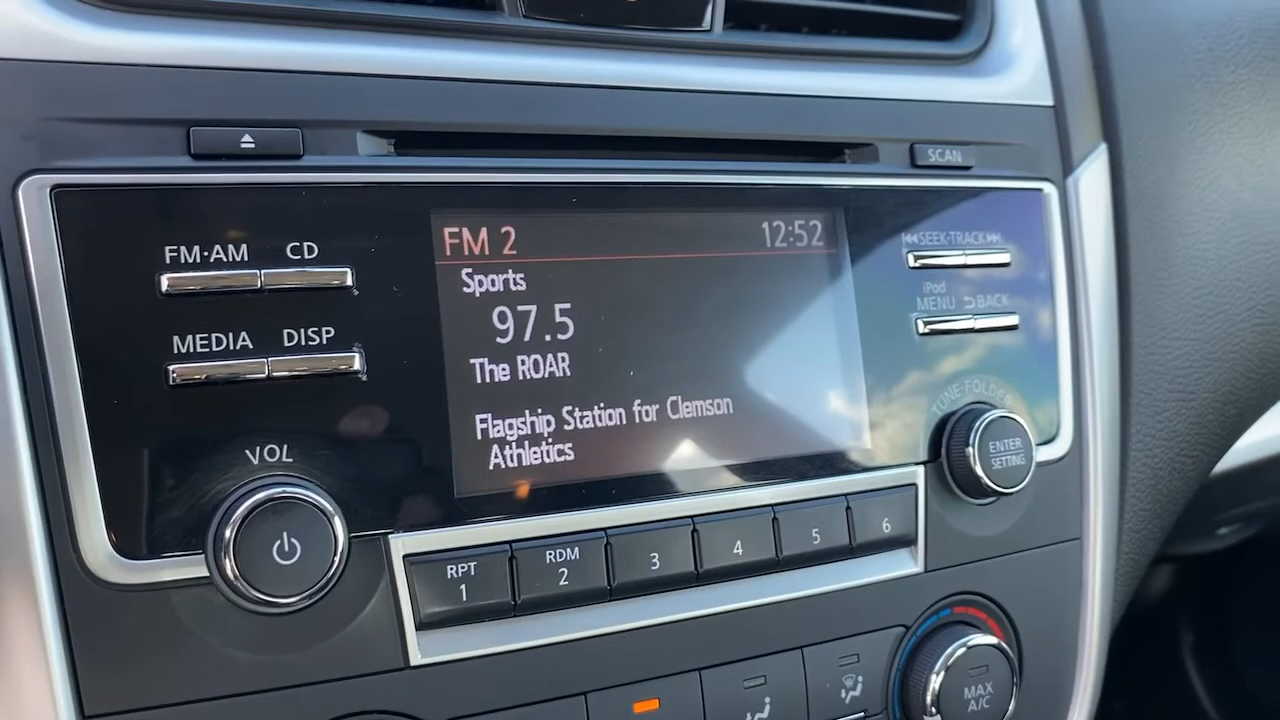 SCAN
FM·AM CD
FM 2 12:52
SEEK·TRACK
Sports
iPod
MENU BACK
97.5
MEDIA DISP
The ROAR
TUNE·FOLDER
Flagship Station for Clemson
Athletics
VOL
ENTER
SETTING
RPT
1
RDM
2
3
4
5
6
MAX
A/C